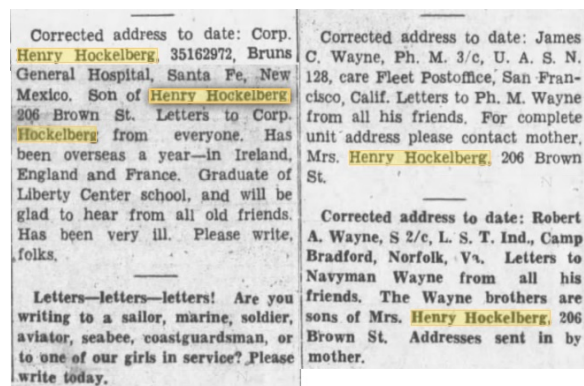 Corrected address to date: Corp.
Henry Hockelberg, 35162972, Bruns
General Hospital, Santa Fe, New
Mexico. Son of Henry Hockelberg
206 Brown St. Letters to Corp.
Hockelberg from everyone. Has
been overseas a year—in Ireland,
England and France. Graduate of
Liberty Center school, and will be
glad to hear from all old friends.
Has been very ill. Please write,
folks.
Letters—letters—letters! Are you
writing to a sailor, marine, soldier,
aviator, seabee, coastguardsman, or
to one of our girls in service? Please
write today.
Corrected address to date: James
C. Wayne, Ph. M. 3/c, U. A. S. N.
128, care Fleet Postoffice, San Fran-
cisco, Calif. Letters to Ph. M. Wayne
from all his friends. For complete
unit address please contact mother,
Mrs. Henry Hockelberg, 206 Brown
St.
Corrected address to date: Robert
A. Wayne, S 2/c, L. S. T. Ind., Camp
Bradford, Norfolk, Va. Letters to
Navyman Wayne from all his
friends. The Wayne brothers are
sons of Mrs. Henry Hockelberg, 206
Brown St. Addresses sent in by
mother.